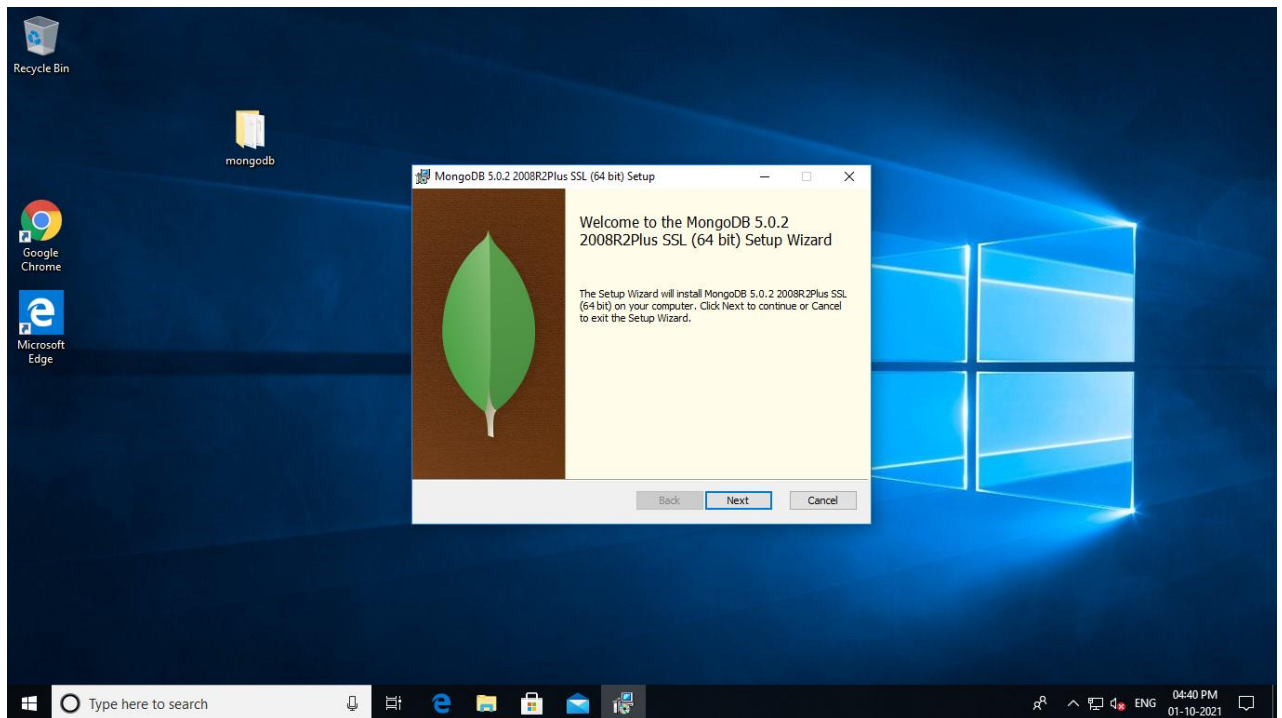 Recycle Bin
mongodb
Google
Chrome
Microsoft
Edge
MongoDB 5.0.2 2008R2Plus SSL (64 bit) Setup
Welcome to the MongoDB 5.0.2
2008R2Plus SSL (64 bit) Setup Wizard
The Setup Wizard will install MongoDB 5.0.2 2008R2Plus SSL
(64 bit) on your computer. Click Next to continue or Cancel
to exit the Setup Wizard.
Back Next Cancel
Type here to search
ENG
04:40 PM
01-10-2021